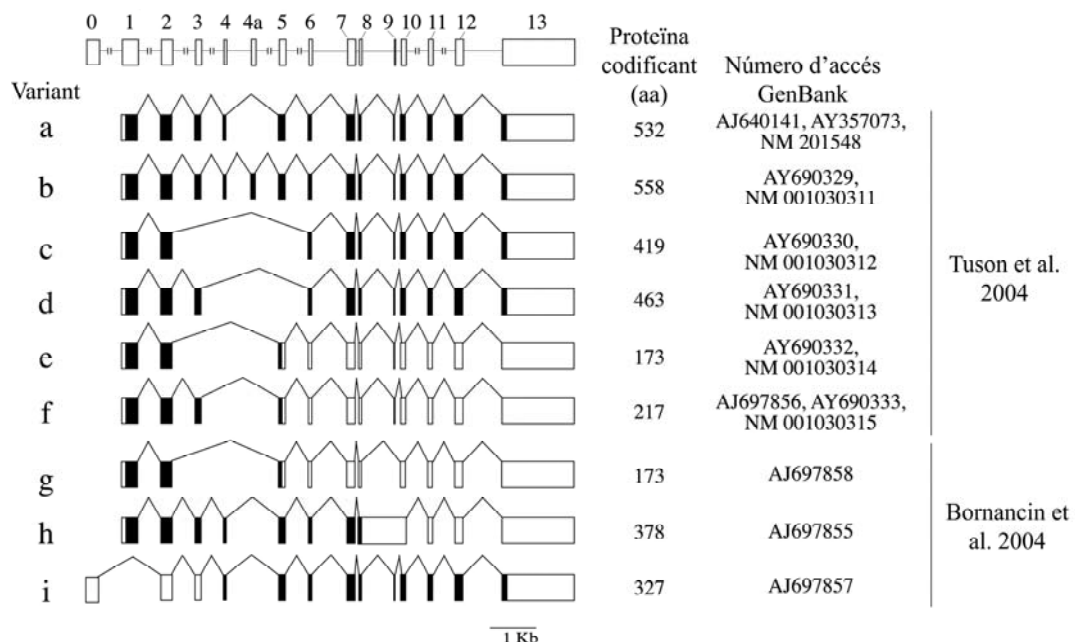 0 1 2 3 4 4a 5 6 7 8 9 10 11 12 13
Proteïna
codificant
(aa)
Número d'accés
GenBank
Variant
a 532 AJ640141, AY357073,
NM 201548
b 558 AY690329,
NM 001030311
c 419 AY690330,
NM 001030312
d 463 AY690331,
NM 001030313
e 173 AY690332,
NM 001030314
f 217 AJ697856, AY690333,
NM 001030315
Tuson et al.
2004
g 173 AJ697858
h 378 AJ697855
i 327 AJ697857
Bornancin et
al. 2004
1 Kb